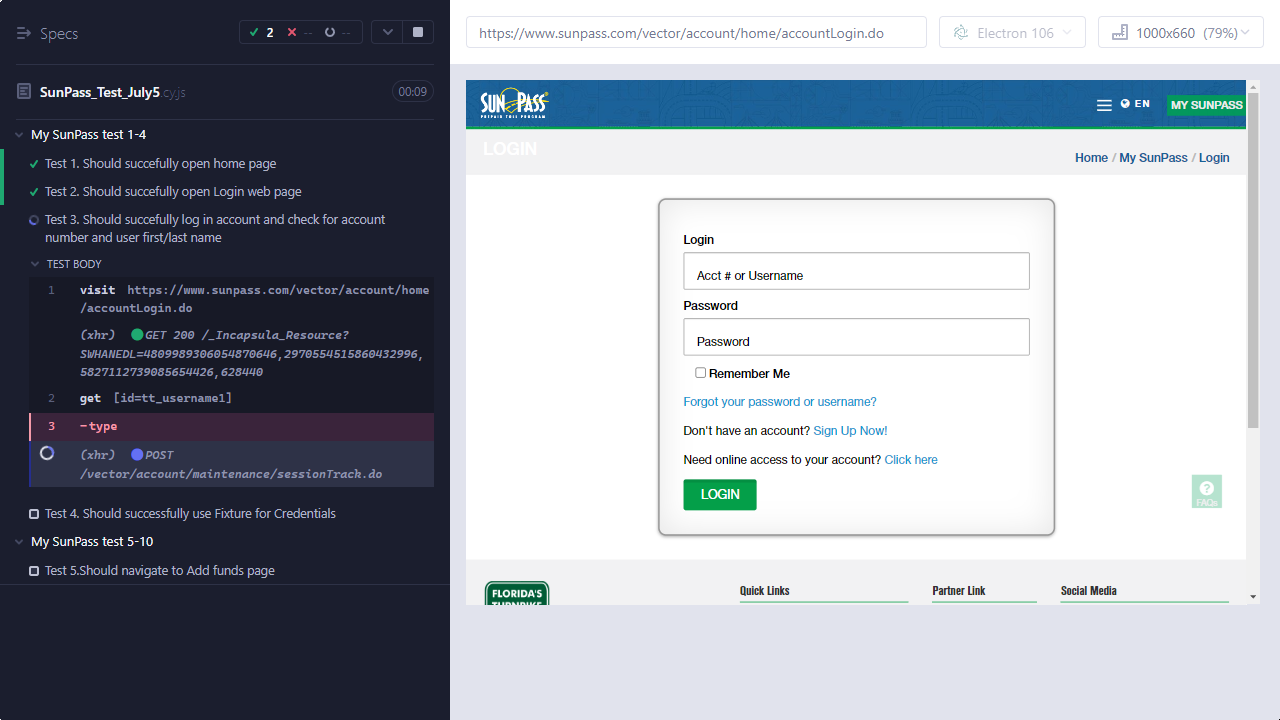 Specs
2
--
--
SunPass_Test_July5.cy.js
00:09
My SunPass test 1-4
Test 1. Should succefully open home page
Test 2. Should succefully open Login web page
Test 3. Should succefully log in account and check for account
number and user first/last name
TEST BODY
1 visit https://www.sunpass.com/vector/account/home
/accountLogin.do
(xhr) GET 200 /_Incapsula_Resource?
SWHANEDL=4809989306054870646,2970554515860432996,
5827112739085654426,628440
2 get [id=tt_username1]
3 -type
(xhr) POST
/vector/account/maintenance/sessionTrack.do
Test 4. Should successfully use Fixture for Credentials
My SunPass test 5-10
Test 5.Should navigate to Add funds page
https://www.sunpass.com/vector/account/home/accountLogin.do
Electron 106
1000x660 (79%)
SUNPASS
PREPAID TOLL PROGRAM
EN
MY SUNPASS
LOGIN
Home / My SunPass / Login
Login
Acct # or Username
Password
Password
Remember Me
Forgot your password or username?
Don't have an account? Sign Up Now!
Need online access to your account? Click here
LOGIN
FAQs
FLORIDA'S
TURNPIKE
Quick Links
Partner Link
Social Media